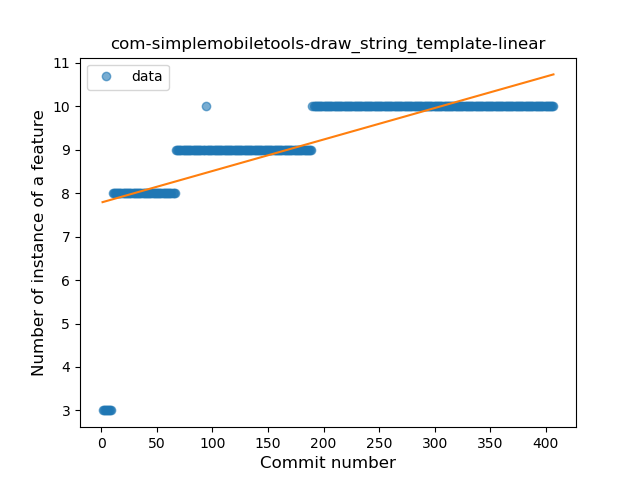 com-simplemobiletools-draw_string_template-linear
data
Number of instance of a feature
11
10
9
8
7
6
5
4
3
0 50 100 150 200 250 300 350 400
Commit number